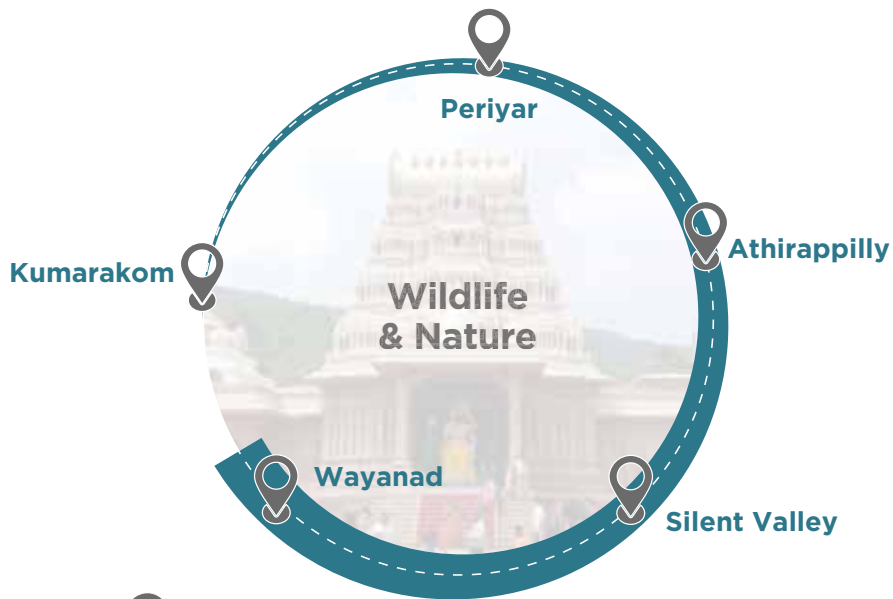 Periyar
Athirappilly
Kumarakom
Wildlife
& Nature
Wayanad
Silent Valley